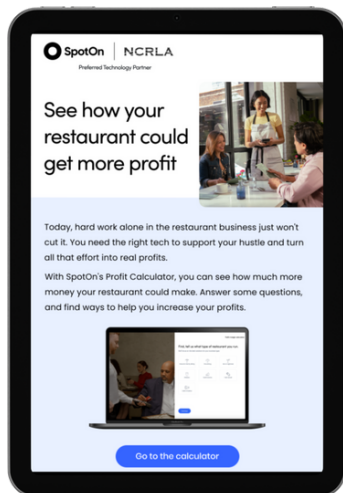 SpotOn | NCRLA
Preferred Technology Partner
See how your
restaurant could
get more profit
Today, hard work alone in the restaurant business just won't
cut it. You need the right tech to support your hustle and turn
all that effort into real profits.
With SpotOn's Profit Calculator, you can see how much more
money your restaurant could make. Answer some questions,
and find ways to help you increase your profits.
Go to the calculator